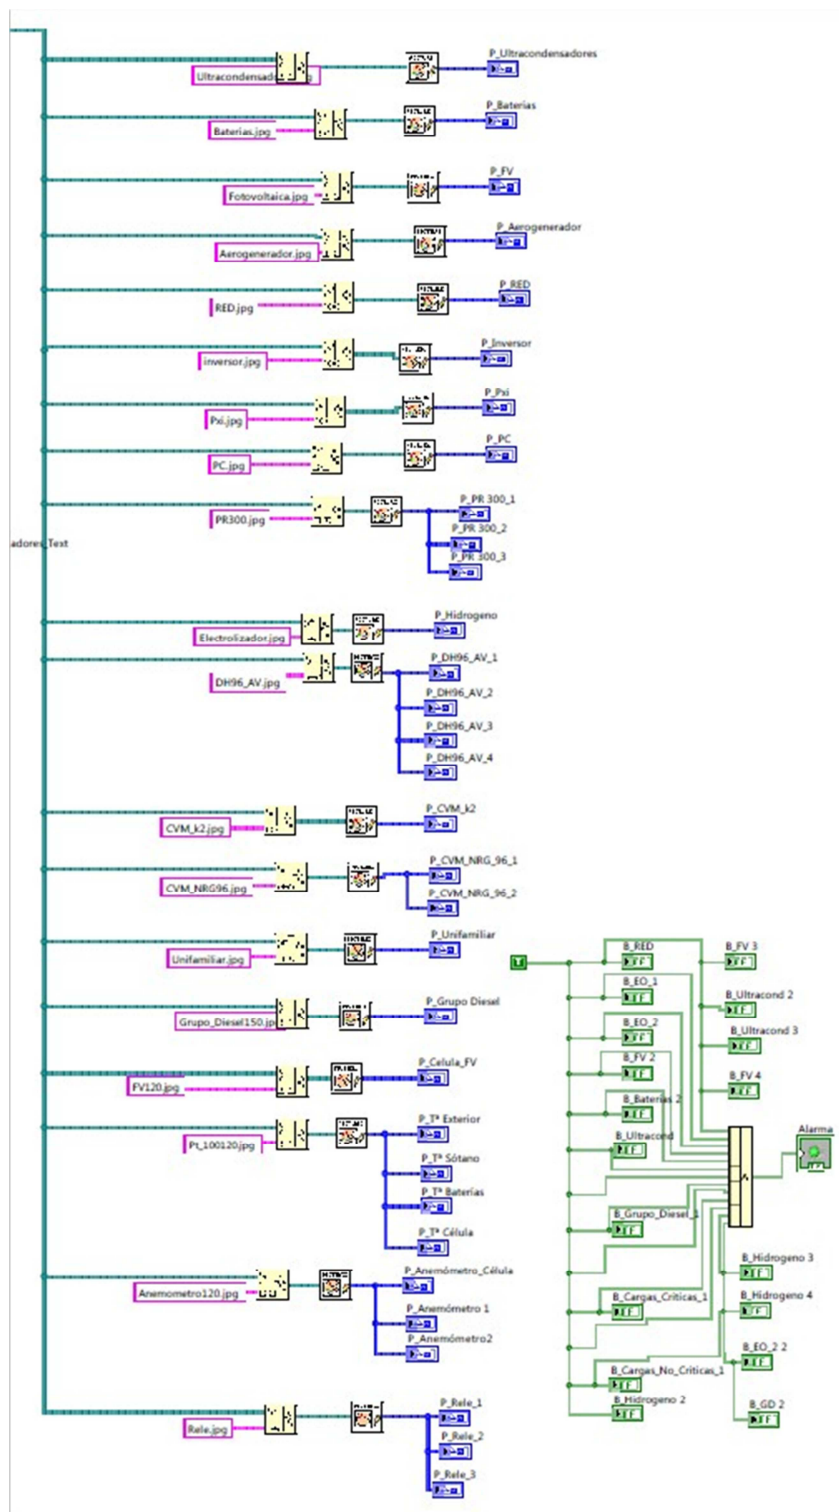 P_Ultracondensadores
P_Baterias
Baterias.jpg
P_FV
Fotovoltaica.jpg
P_Aerogenerador
Aerogenerador.jpg
P_RED
RED.jpg
P_Inversor
inversor.jpg
P_Pxi
Pxi.jpg
P_PC
PC.jpg
P_PR 300_1
PR300.jpg
P_PR 300_2
adores_Text
P_PR 300_3
P_Hidrogeno
Electrolizador.jpg
P_DH96_AV_1
DH96_AV.jpg
P_DH96_AV_2
P_DH96_AV_3
P_DH96_AV_4
P_CVM_k2
CVM_k2.jpg
P_CVM_NRG_96_1
CVM_NRG96.jpg
P_CVM_NRG_96_2
P_Unifamiliar
Unifamiliar.jpg
P_Grupo Diesel
Grupo_Diesel150.jp
P_Celula_FV
FV120.jpg
P_Tª Exterior
Pt_100120.jpg
P_Tª Sótano
P_Tª Baterías
P_Tª Célula
P_Anemómetro_Célula
Anemometro120.jpg
P_Anemómetro 1
P_Anemómetro2
P_Rele_1
Rele.jpg
P_Rele_2
P_Rele_3
B_RED
B_FV 3
B_EO_1
B_Ultracond 2
B_EO_2
B_Ultracond 3
B_FV 2
B_FV 4
B_Baterias 2
B_Ultracond
Alarma
B_Grupo_Diesel_1
B_Hidrogeno 3
B_Cargas_Criticas_1
B_Hidrogeno 4
B_EO_2 2
B_Cargas_No_Criticas_1
B_Hidrogeno 2
B_GD 2